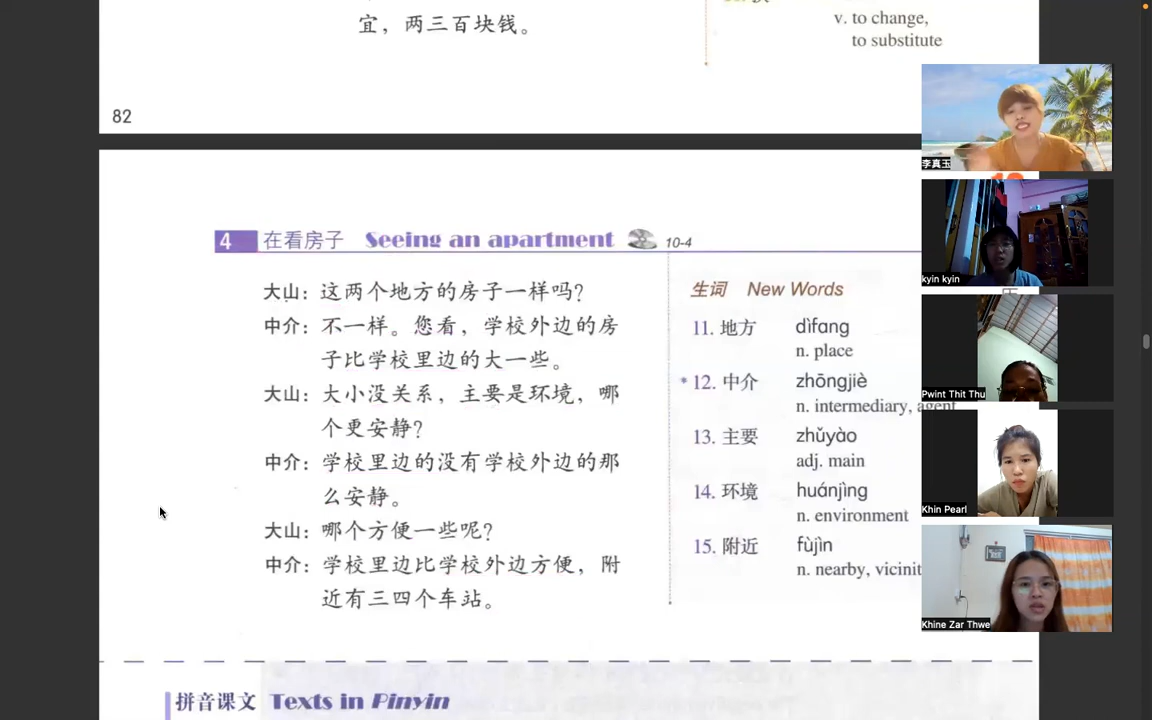 宜，两三百块钱。
v. to change,
to substitute
82
4 在看房子 Seeing an apartment 10-4
大山：这两个地方的房子一样吗？
中介：不一样。您看，学校外边的房
子比学校里边的大一些。
大山：大小没关系，主要是环境，哪
个更安静？
中介：学校里边的没有学校外边的那
么安静。
大山：哪个方便一些呢？
中介：学校里边比学校外边方便，附
近有三四个车站。
生词 New Words
11. 地方 dìfang
n. place
* 12. 中介 zhōngjiè
n. intermediary, agent
13. 主要 zhǔyào
adj. main
14. 环境 huánjìng
n. environment
15. 附近 fùjìn
n. nearby, vicinit
拼音课文 Texts in Pinyin
李真玉
kyin kyin
Pwint Thit Thu
Khin Pearl
Khine Zar Thwe